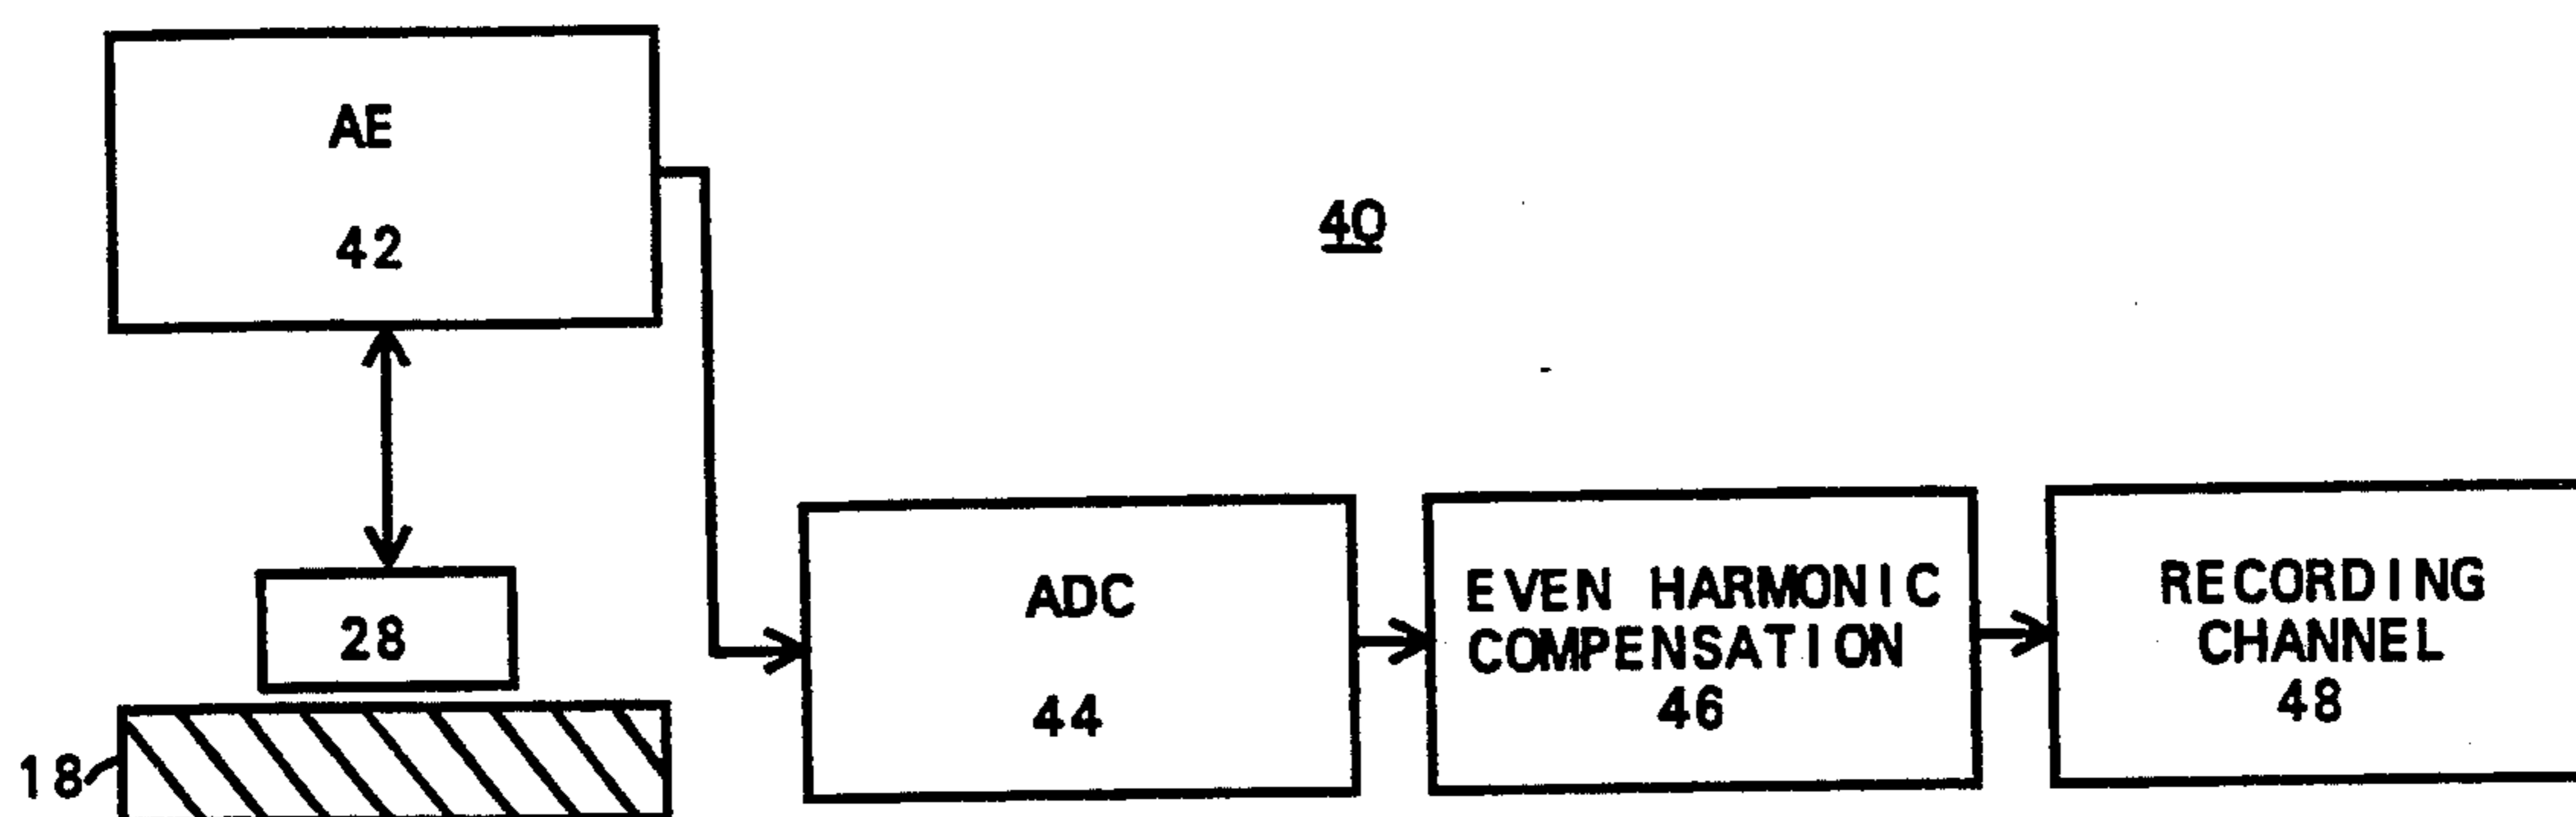 AE
42
40
28
18
ADC
44
EVEN HARMONIC
COMPENSATION
46
RECORDING
CHANNEL
48